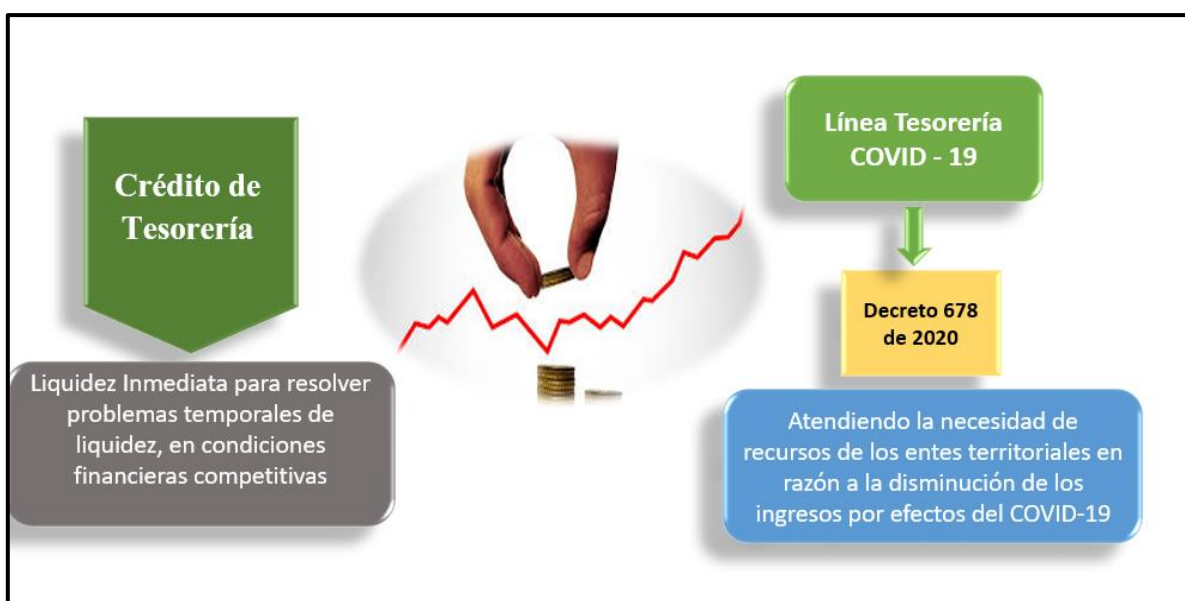 Crédito de
Tesorería
Liquidez Inmediata para resolver
problemas temporales de
liquidez, en condiciones
financieras competitivas
Línea Tesorería
COVID - 19
Decreto 678
de 2020
Atendiendo la necesidad de
recursos de los entes territoriales en
razón a la disminución de los
ingresos por efectos del COVID-19